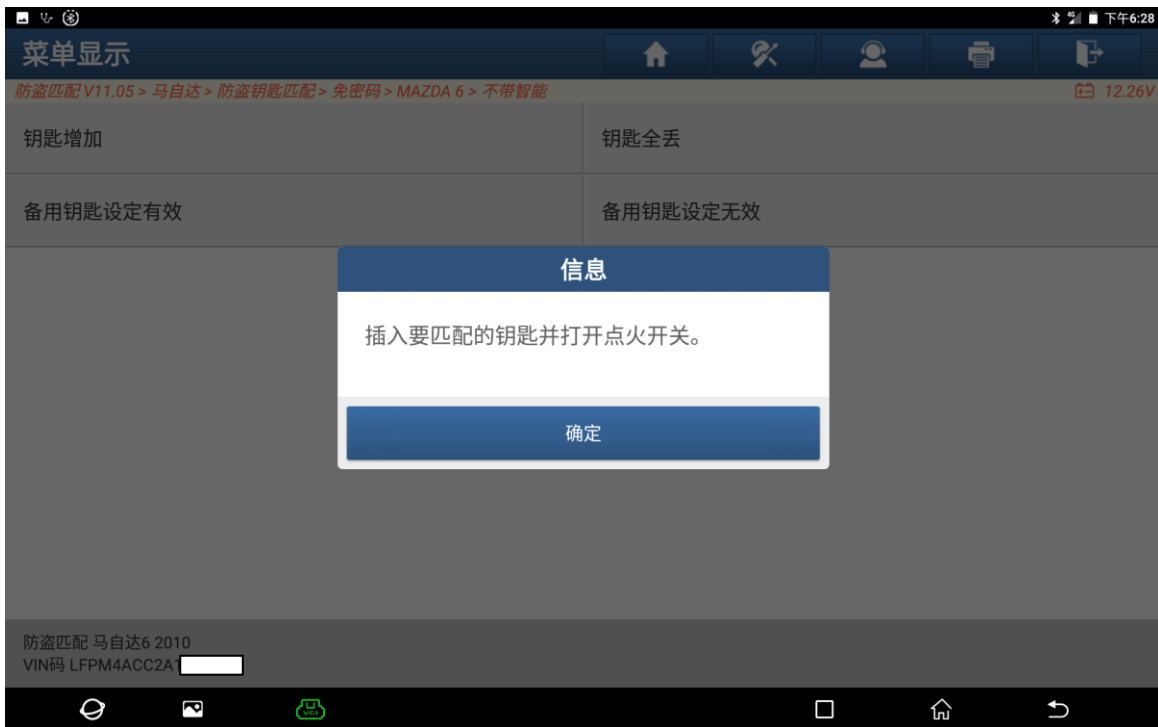 4G 下午6:28
菜单显示
防盗匹配 V11.05 > 马自达 > 防盗钥匙匹配 > 免密码 > MAZDA 6 > 不带智能 12.26V
钥匙增加 钥匙全丢
备用钥匙设定有效 备用钥匙设定无效
信息
插入要匹配的钥匙并打开点火开关。
确定
防盗匹配 马自达6 2010
VIN码 LFPM4ACC2A1
VCI